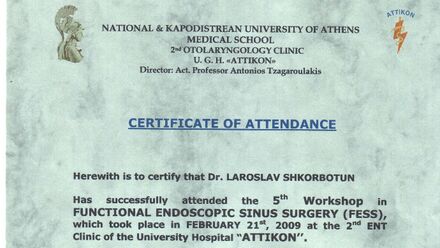 ATTIKON
NATIONAL & KAPODISTREAN UNIVERSITY OF ATHENS
MEDICAL SCHOOL
2ND OTOLARYNGOLOGY CLINIC
U. G. H. «ATTIKON»
Director: Act. Professor Antonios Tzagaroulakis
CERTIFICATE OF ATTENDANCE
Herewith is to certify that Dr. LAROSLAV SHKORBOTUN
Has successfully attended the 5th Workshop in
FUNCTIONAL ENDOSCOPIC SINUS SURGERY (FESS),
which took place in FEBRUARY 21st, 2009 at the 2ND ENT
Clinic of the University Hospital "ATTIKON".